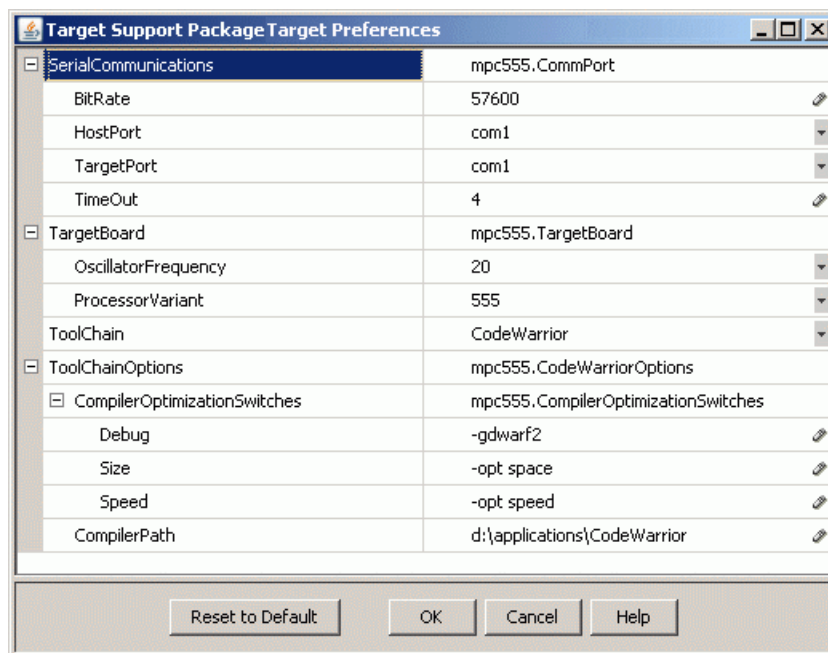 Target Support Package Target Preferences
SerialCommunications mpc555.CommPort
BitRate 57600
HostPort com1
TargetPort com1
TimeOut 4
TargetBoard mpc555.TargetBoard
OscillatorFrequency 20
ProcessorVariant 555
ToolChain CodeWarrior
ToolChainOptions mpc555.CodeWarriorOptions
CompilerOptimizationSwitches mpc555.CompilerOptimizationSwitches
Debug -gdwarf2
Size -opt space
Speed -opt speed
CompilerPath d:\applications\CodeWarrior
Reset to Default OK Cancel Help